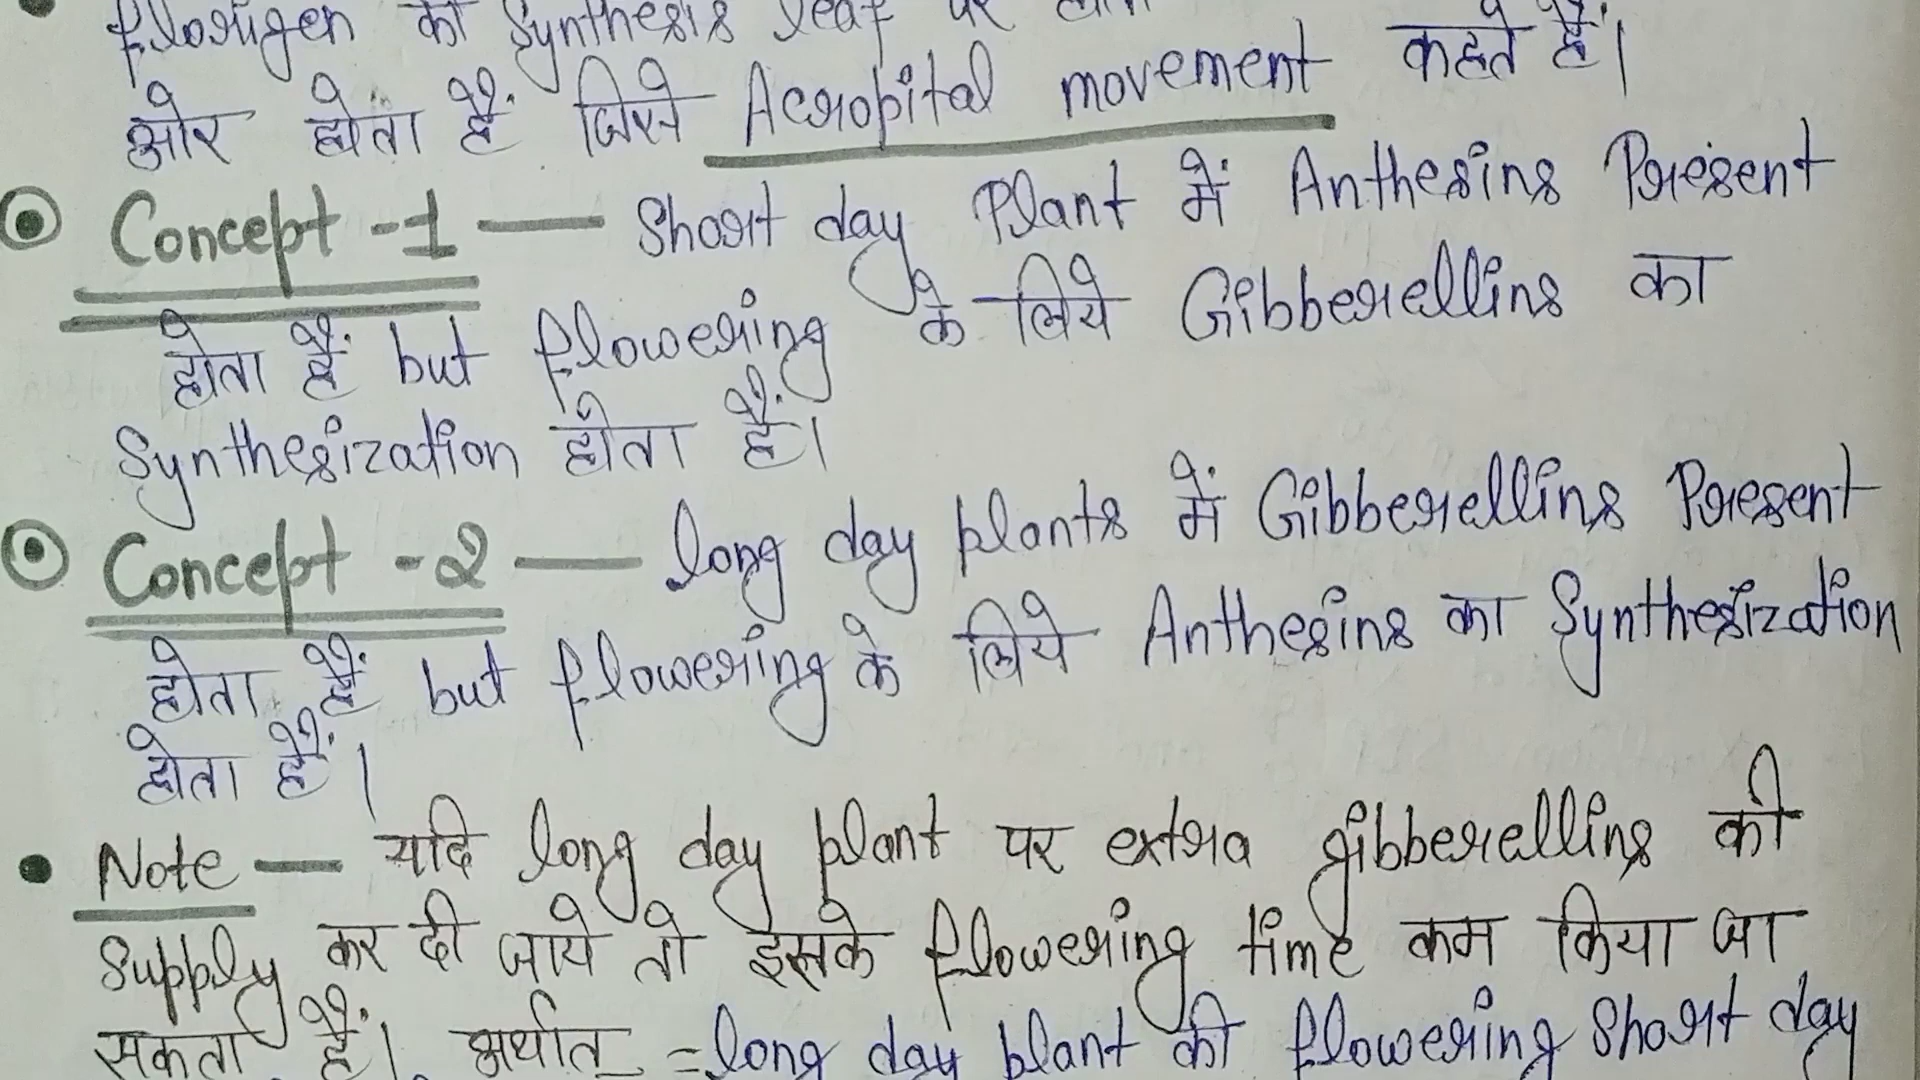 florigen का Synthesis leaf पर
ओर होता हैं जिसे Acropital movement कहते हैं।
Concept -1 — Short day Plant में Anthesins Present
होता हैं but flowering के लिये Gibberellins का
Synthesization होता हैं।
Concept -2 — long day plants में Gibberellins Present
होता हैं but flowering के लिये Anthesins का Synthesization
होता हैं।
Note — यदि long day plant पर extra gibberellins की
Supply कर दी जाये तो इसके flowering time कम किया जा
सकता हैं। अर्थात = long day plant की flowering Short day